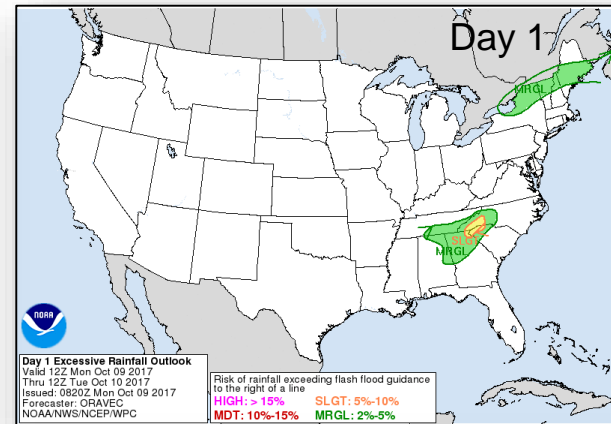 Day 1
MRGL
SLGT
MRGL
NOAA
Day 1 Excessive Rainfall Outlook
Valid 12Z Mon Oct 09 2017
Thru 12Z Tue Oct 10 2017
Issued: 0820Z Mon Oct 09 2017
Forecaster: ORAVEC
NOAA/NWS/NCEP/WPC
Risk of rainfall exceeding flash flood guidance
to the right of a line
HIGH: > 15% SLGT: 5%-10%
MDT: 10%-15% MRGL: 2%-5%